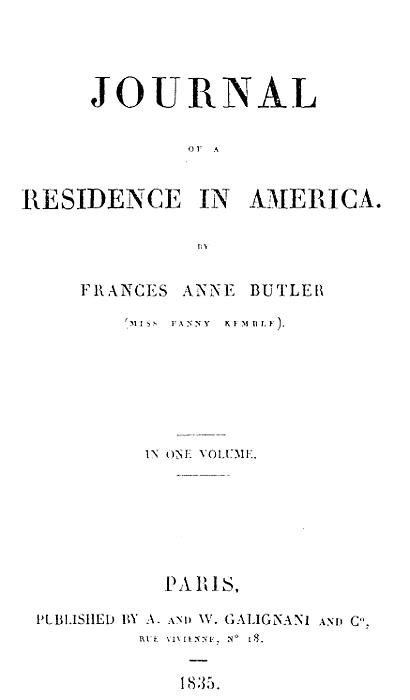 JOURNAL
OF A
RESIDENCE IN AMERICA.
BY
FRANCES ANNE BUTLER
(MISS FANNY KEMBLE).
IN ONE VOLUME.
PARIS,
PUBLISHED BY A. AND W. GALIGNANI AND Cº,
RUE VIVIENNE, Nº 18.
1835.